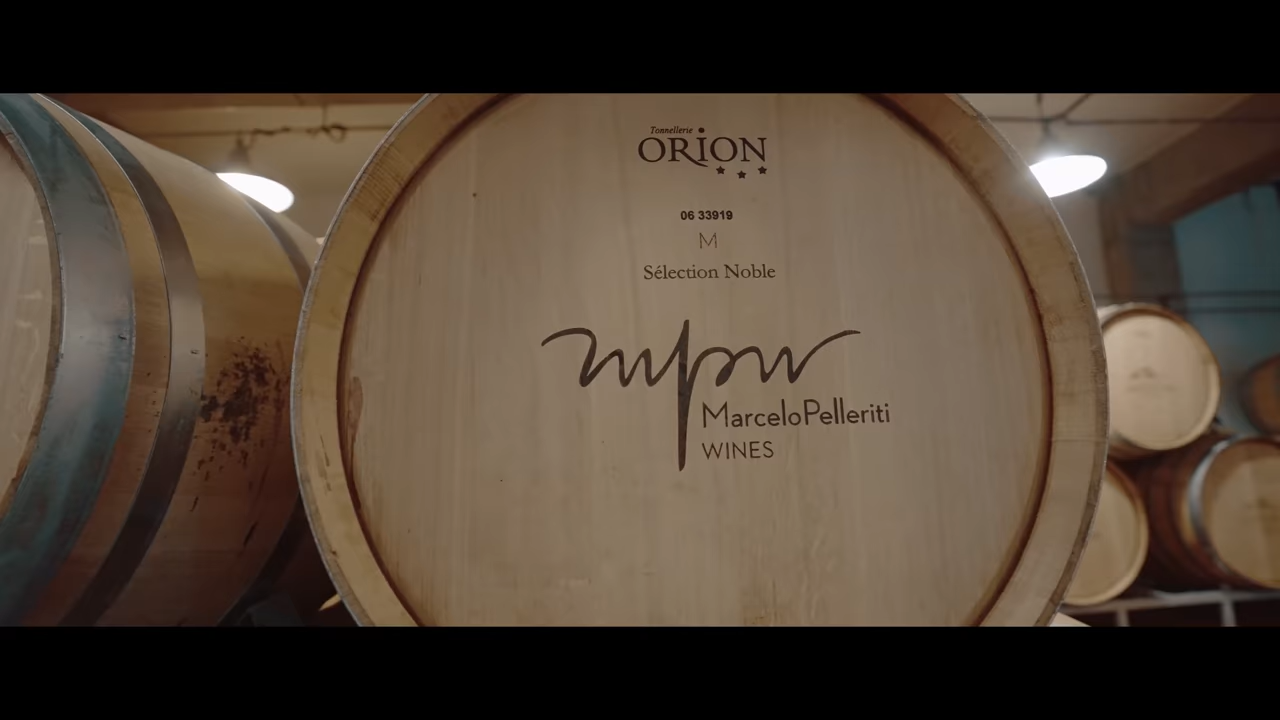 Tonnellerie
ORION
06 33919
M
Sélection Noble
mpw
MarceloPelleriti
WINES